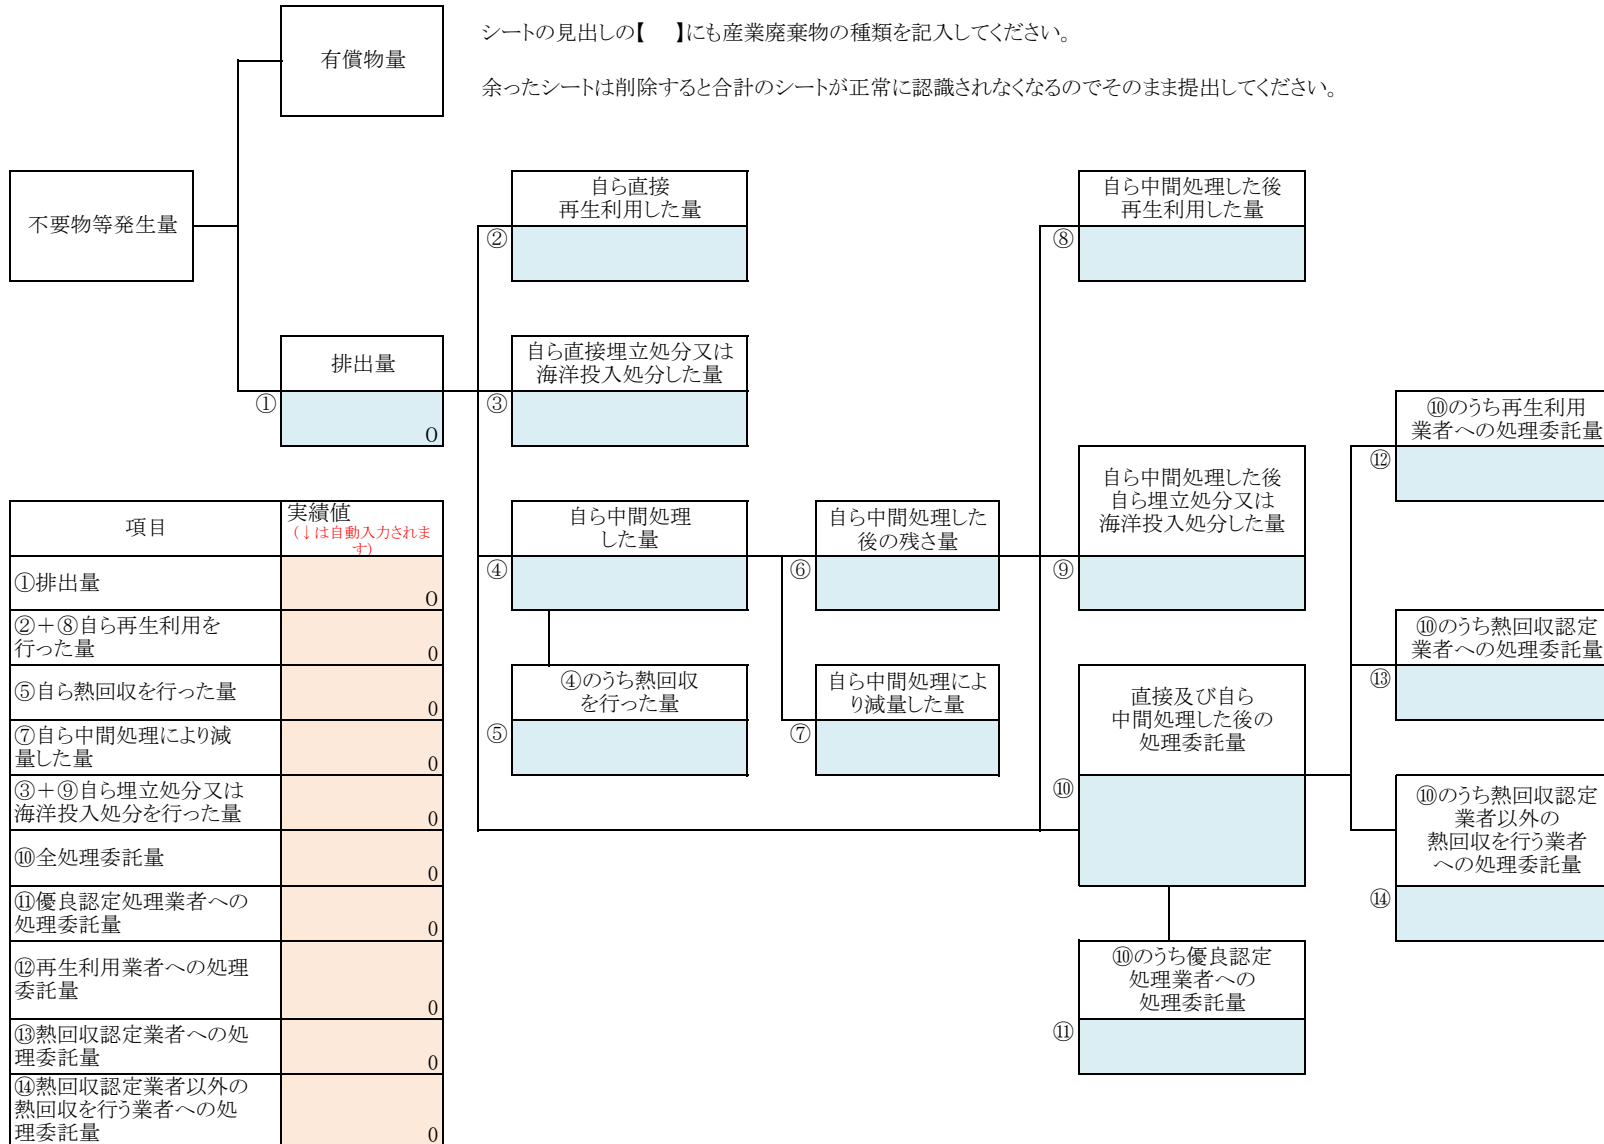 シートの見出しの【　】にも産業廃棄物の種類を記入してください。
余ったシートは削除すると合計のシートが正常に認識されなくなるのでそのまま提出してください。
有償物量
不要物等発生量
排出量
①
0
自ら直接
再生利用した量
②
自ら直接埋立処分又は
海洋投入処分した量
③
自ら中間処理
した量
④
④のうち熱回収
を行った量
⑤
自ら中間処理した
後の残さ量
⑥
自ら中間処理によ
り減量した量
⑦
自ら中間処理した後
再生利用した量
⑧
自ら中間処理した後
自ら埋立処分又は
海洋投入処分した量
⑨
直接及び自ら
中間処理した後の
処理委託量
⑩
⑩のうち優良認定
処理業者への
処理委託量
⑪
⑩のうち再生利用
業者への処理委託量
⑫
⑩のうち熱回収認定
業者への処理委託量
⑬
⑩のうち熱回収認定
業者以外の
熱回収を行う業者
への処理委託量
⑭
項目
実績値
(↓は自動入力されま
す)
①排出量
0
②＋⑧自ら再生利用を
行った量
0
⑤自ら熱回収を行った量
0
⑦自ら中間処理により減
量した量
0
③＋⑨自ら埋立処分又は
海洋投入処分を行った量
0
⑩全処理委託量
0
⑪優良認定処理業者への
処理委託量
0
⑫再生利用業者への処理
委託量
0
⑬熱回収認定業者への処
理委託量
0
⑭熱回収認定業者以外の
熱回収を行う業者への処
理委託量
0